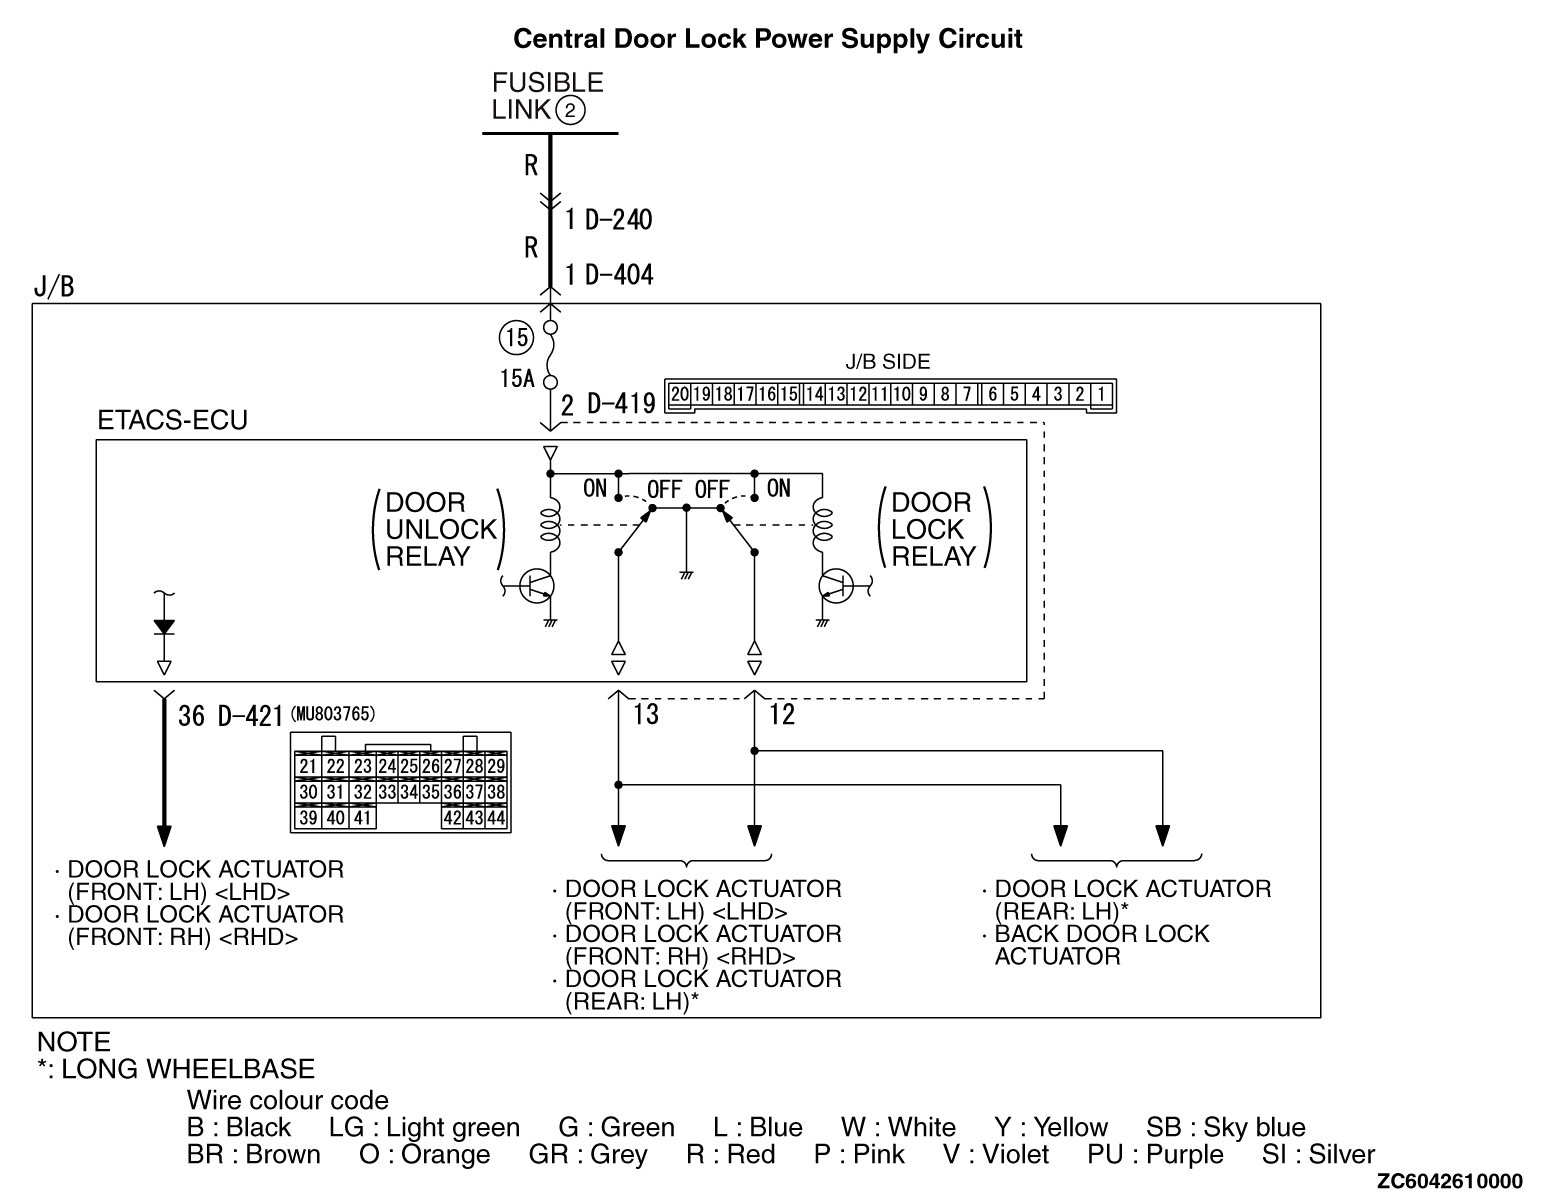 Central Door Lock Power Supply Circuit
FUSIBLE
LINK 2
R
1 D-240
R
1 D-404
J/B
15
15A
J/B SIDE
2 D-419
20 19 18 17 16 15 14 13 12 11 10 9 8 7 6 5 4 3 2 1
ETACS-ECU
ON OFF OFF ON
DOOR
UNLOCK
RELAY
DOOR
LOCK
RELAY
36 D-421 (MU803765)
13
12
21 22 23 24 25 26 27 28 29
30 31 32 33 34 35 36 37 38
39 40 41 42 43 44
· DOOR LOCK ACTUATOR
(FRONT: LH) <LHD>
· DOOR LOCK ACTUATOR
(FRONT: RH) <RHD>
· DOOR LOCK ACTUATOR
(FRONT: LH) <LHD>
· DOOR LOCK ACTUATOR
(FRONT: RH) <RHD>
· DOOR LOCK ACTUATOR
(REAR: LH)*
· DOOR LOCK ACTUATOR
(REAR: LH)*
· BACK DOOR LOCK
ACTUATOR
NOTE
*: LONG WHEELBASE
Wire colour code
B : Black LG : Light green G : Green L : Blue W : White Y : Yellow SB : Sky blue
BR : Brown O : Orange GR : Grey R : Red P : Pink V : Violet PU : Purple SI : Silver
ZC6042610000